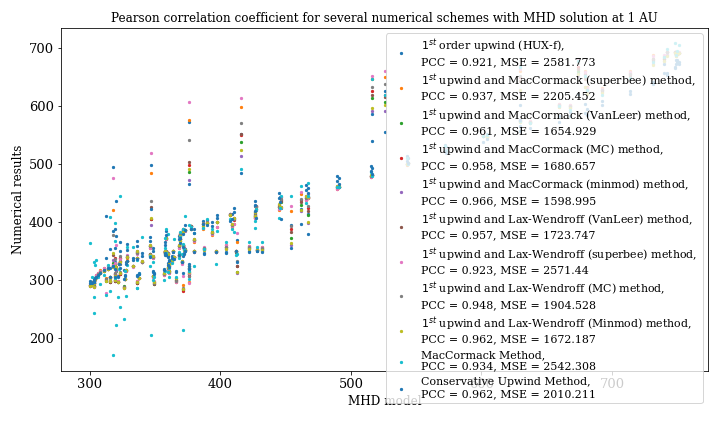 Pearson correlation coefficient for several numerical schemes with MHD solution at 1 AU
Numerical results
700
600
500
400
300
200
1st order upwind (HUX-f),
PCC = 0.921, MSE = 2581.773
1st upwind and MacCormack (superbee) method,
PCC = 0.937, MSE = 2205.452
1st upwind and MacCormack (VanLeer) method,
PCC = 0.961, MSE = 1654.929
1st upwind and MacCormack (MC) method,
PCC = 0.958, MSE = 1680.657
1st upwind and MacCormack (minmod) method,
PCC = 0.966, MSE = 1598.995
1st upwind and Lax-Wendroff (VanLeer) method,
PCC = 0.957, MSE = 1723.747
1st upwind and Lax-Wendroff (superbee) method,
PCC = 0.923, MSE = 2571.44
1st upwind and Lax-Wendroff (MC) method,
PCC = 0.948, MSE = 1904.528
1st upwind and Lax-Wendroff (Minmod) method,
PCC = 0.962, MSE = 1672.187
MacCormack Method,
PCC = 0.934, MSE = 2542.308
Conservative Upwind Method,
PCC = 0.962, MSE = 2010.211
300 400 500 600 700
MHD model